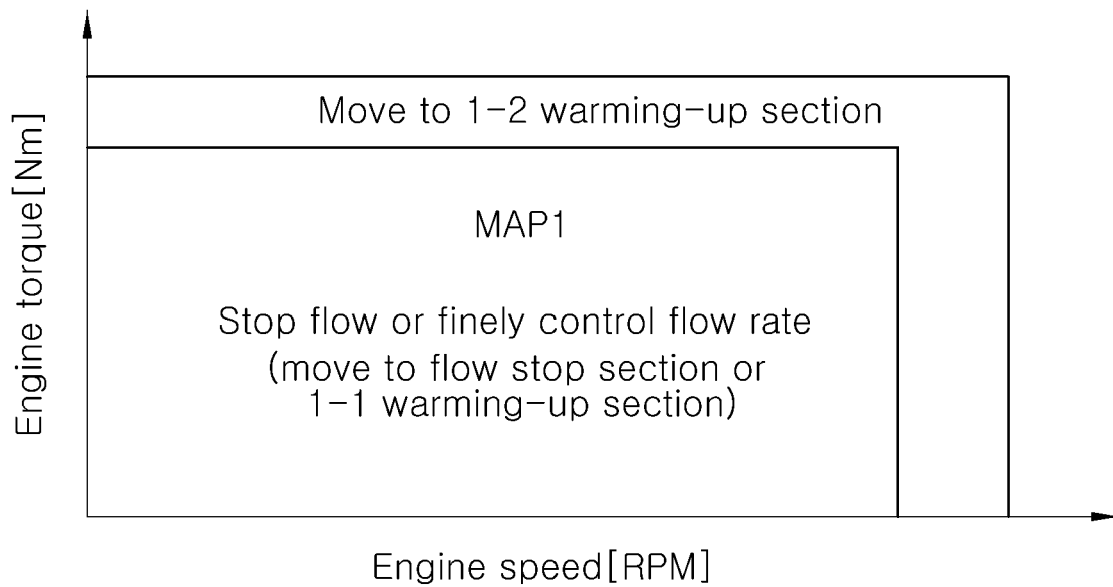 Engine torque[Nm]
Move to 1-2 warming-up section
MAP1
Stop flow or finely control flow rate
(move to flow stop section or
1-1 warming-up section)
Engine speed[RPM]